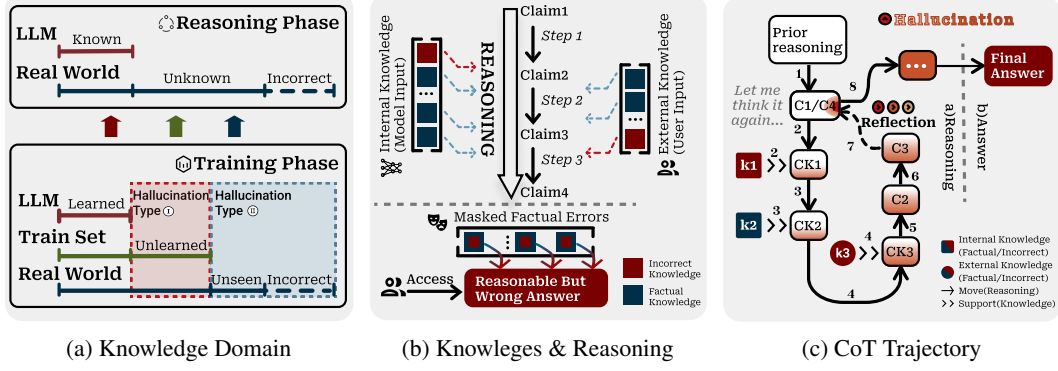 Reasoning Phase
LLM
Known
Real World
Unknown
Incorrect
Training Phase
LLM
Learned
Hallucination
Type Ⅰ
Hallucination
Type Ⅱ
Train Set
Unlearned
Real World
Unseen
Incorrect
(a) Knowledge Domain
Internal Knowledge
(Model Input)
REASONING
Claim1
Step 1
Claim2
Step 2
Claim3
Step 3
Claim4
External Knowledge
(User Input)
Masked Factual Errors
Access
Reasonable But
Wrong Answer
Incorrect
Knowledge
Factual
Knowledge
(b) Knowleges & Reasoning
Hallucination
Prior
reasoning
1
8
...
Final
Answer
Let me
think it
again...
C1/C4
Reflection
2
7
C3
k1
2
CK1
6
3
C2
k2
3
CK2
5
k3
4
CK3
4
a)Reasoning
b)Answer
Internal Knowledge
(Factual/Incorrect)
External Knowledge
(Factual/Incorrect)
Move(Reasoning)
Support(Knowledge)
(c) CoT Trajectory